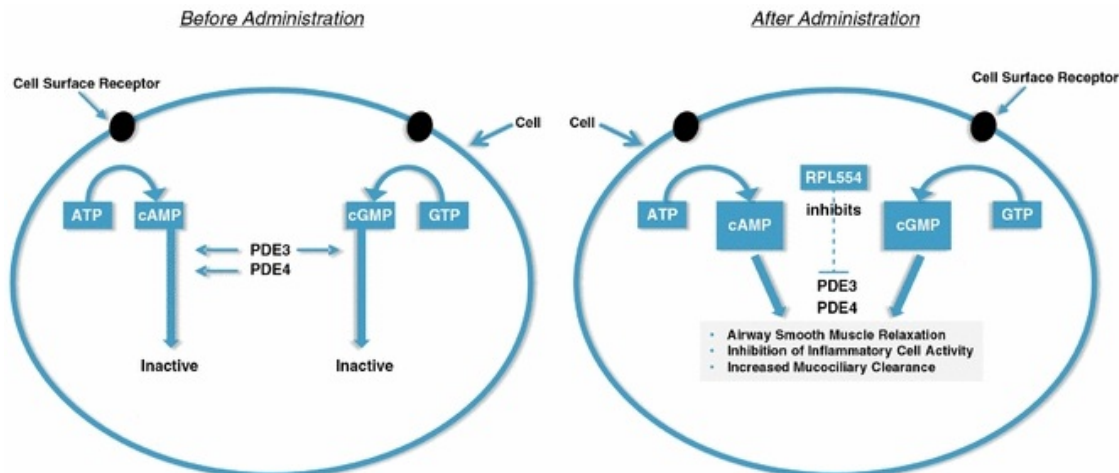 Before Administration
Cell Surface Receptor
Cell
ATP
cAMP
cGMP
GTP
PDE3
PDE4
Inactive
Inactive
After Administration
Cell Surface Receptor
Cell
RPL554
inhibits
ATP
cAMP
cGMP
GTP
PDE3
PDE4
• Airway Smooth Muscle Relaxation
• Inhibition of Inflammatory Cell Activity
• Increased Mucociliary Clearance